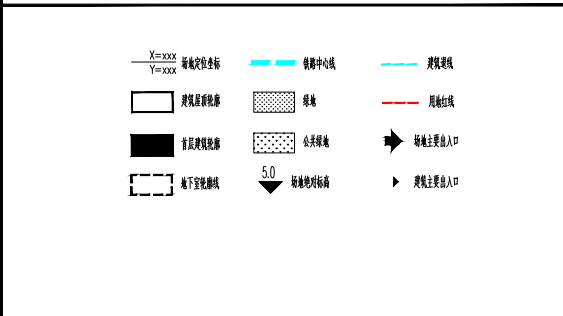 X=xxx
Y=xxx
场地定位坐标
铁路中心线
建筑退线
建筑屋顶轮廓
绿地
用地红线
首层建筑轮廓
公共绿地
场地主要出入口
地下室轮廓线
5.0
场地绝对标高
建筑主要出入口